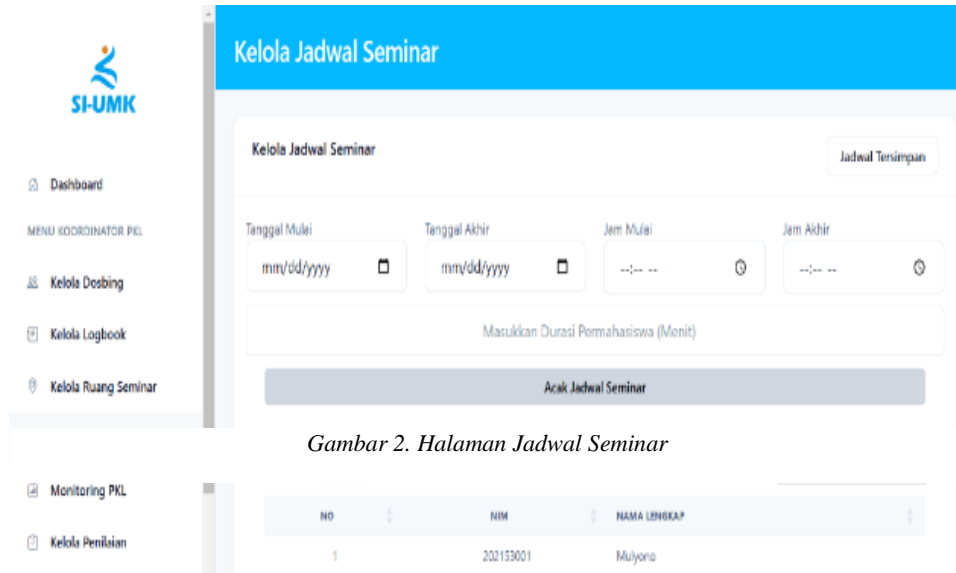 SI-UMK
Dashboard
MENU KOORDINATOR PKL
Kelola Dosbing
Kelola Logbook
Kelola Ruang Seminar
Kelola Jadwal Seminar
Kelola Jadwal Seminar
Jadwal Tersimpan
Tanggal Mulai Tanggal Akhir Jam Mulai Jam Akhir
mm/dd/yyyy mm/dd/yyyy --:-- -- --:-- --
Masukkan Durasi Permahasiswa (Menit)
Acak Jadwal Seminar
Gambar 2. Halaman Jadwal Seminar
Monitoring PKL
Kelola Penilaian
NO NIM NAMA LENGKAP
1 202153001 Mulyono